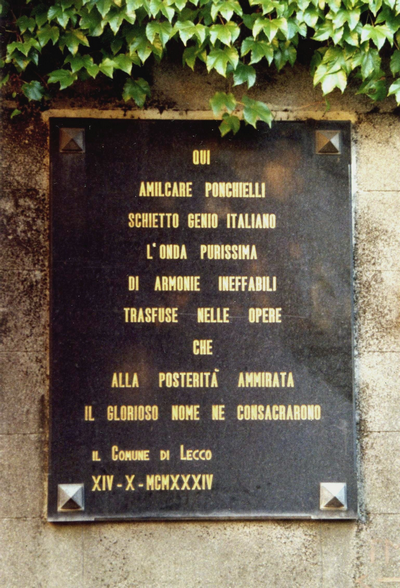 QUI
AMILCARE PONCHIELLI
SCHIETTO GENIO ITALIANO
L'ONDA PURISSIMA
DI ARMONIE INEFFABILI
TRASFUSE NELLE OPERE
CHE
ALLA POSTERITÀ AMMIRATA
IL GLORIOSO NOME NE CONSACRARONO
IL COMUNE DI LECCO
XIV-X-MCMXXXIV